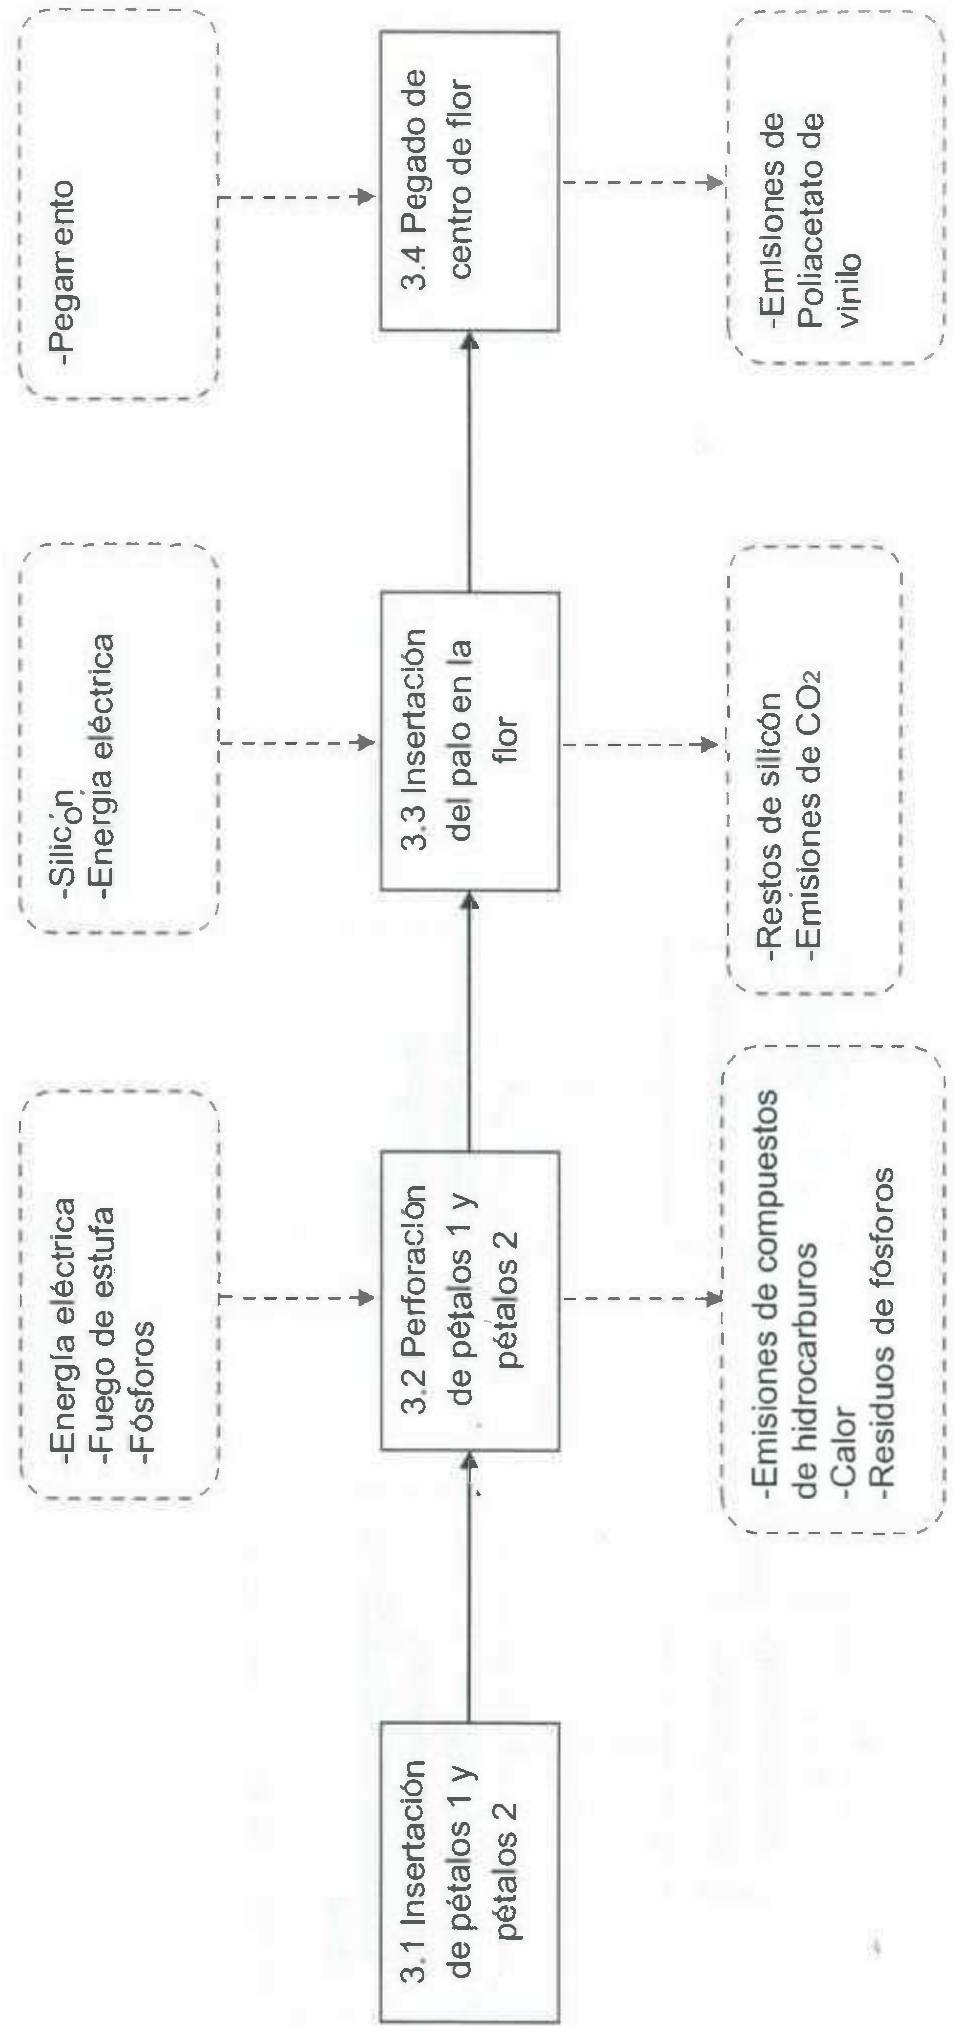 -Energía eléctrica
-Fuego de estufa
-Fósforos
-Silicón
-Energía eléctrica
-Pegamento
3.1 Insertación
de pétalos 1 y
pétalos 2
3.2 Perforación
de pétalos 1 y
pétalos 2
3.3 Insertación
del palo en la
flor
3.4 Pegado de
centro de flor
-Emisiones de compuestos
de hidrocarburos
-Calor
-Residuos de fósforos
-Restos de silicón
-Emisiones de CO2
-Emisiones de
Poliacetato de
vinilo